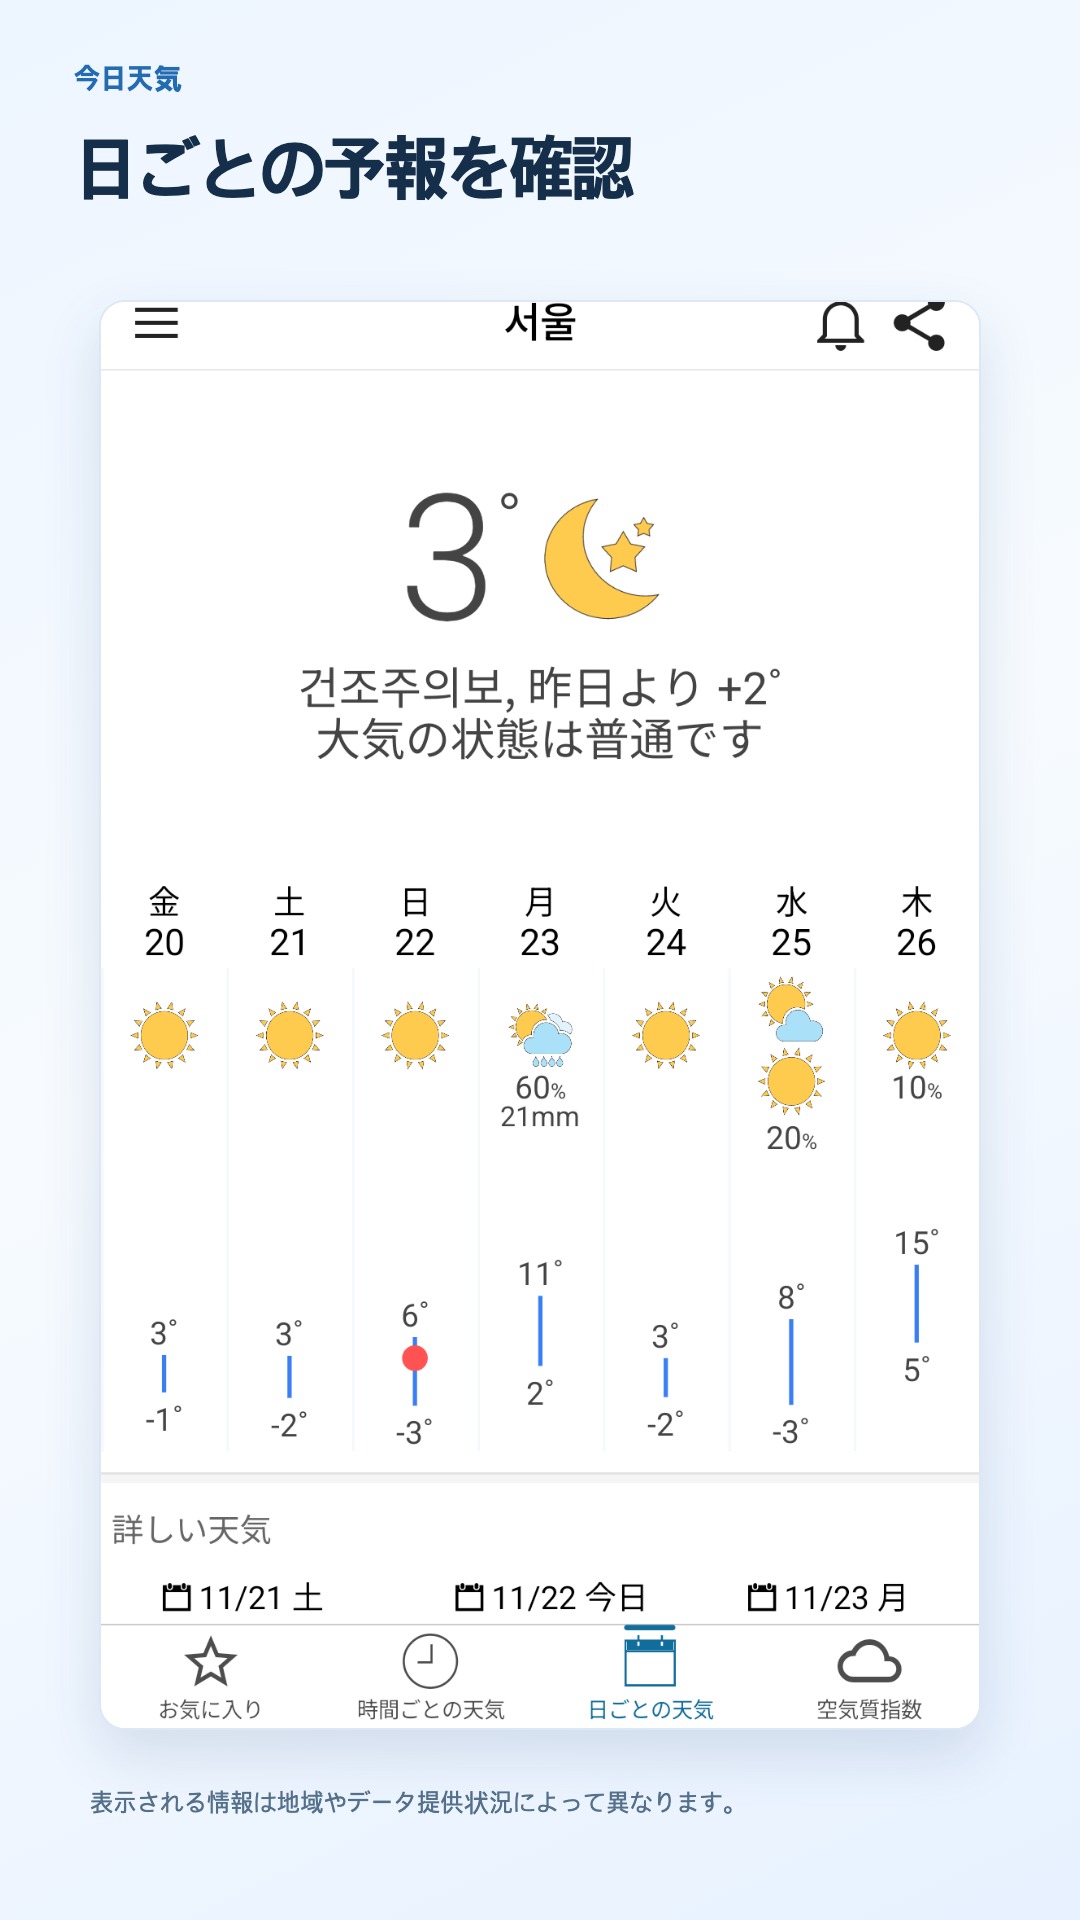 今日天気
日ごとの予報を確認
서울
3°
건조주의보, 昨日より +2°
大気の状態は普通です
金 土 日 月 火 水 木
20 21 22 23 24 25 26
60% 10%
21mm
20%
15°
11°
8°
6°
3° 3° 3°
5°
2°
-1° -2° -3° -2° -3°
詳しい天気
11/21 土 11/22 今日 11/23 月
お気に入り 時間ごとの天気 日ごとの天気 空気質指数
表示される情報は地域やデータ提供状況によって異なります。